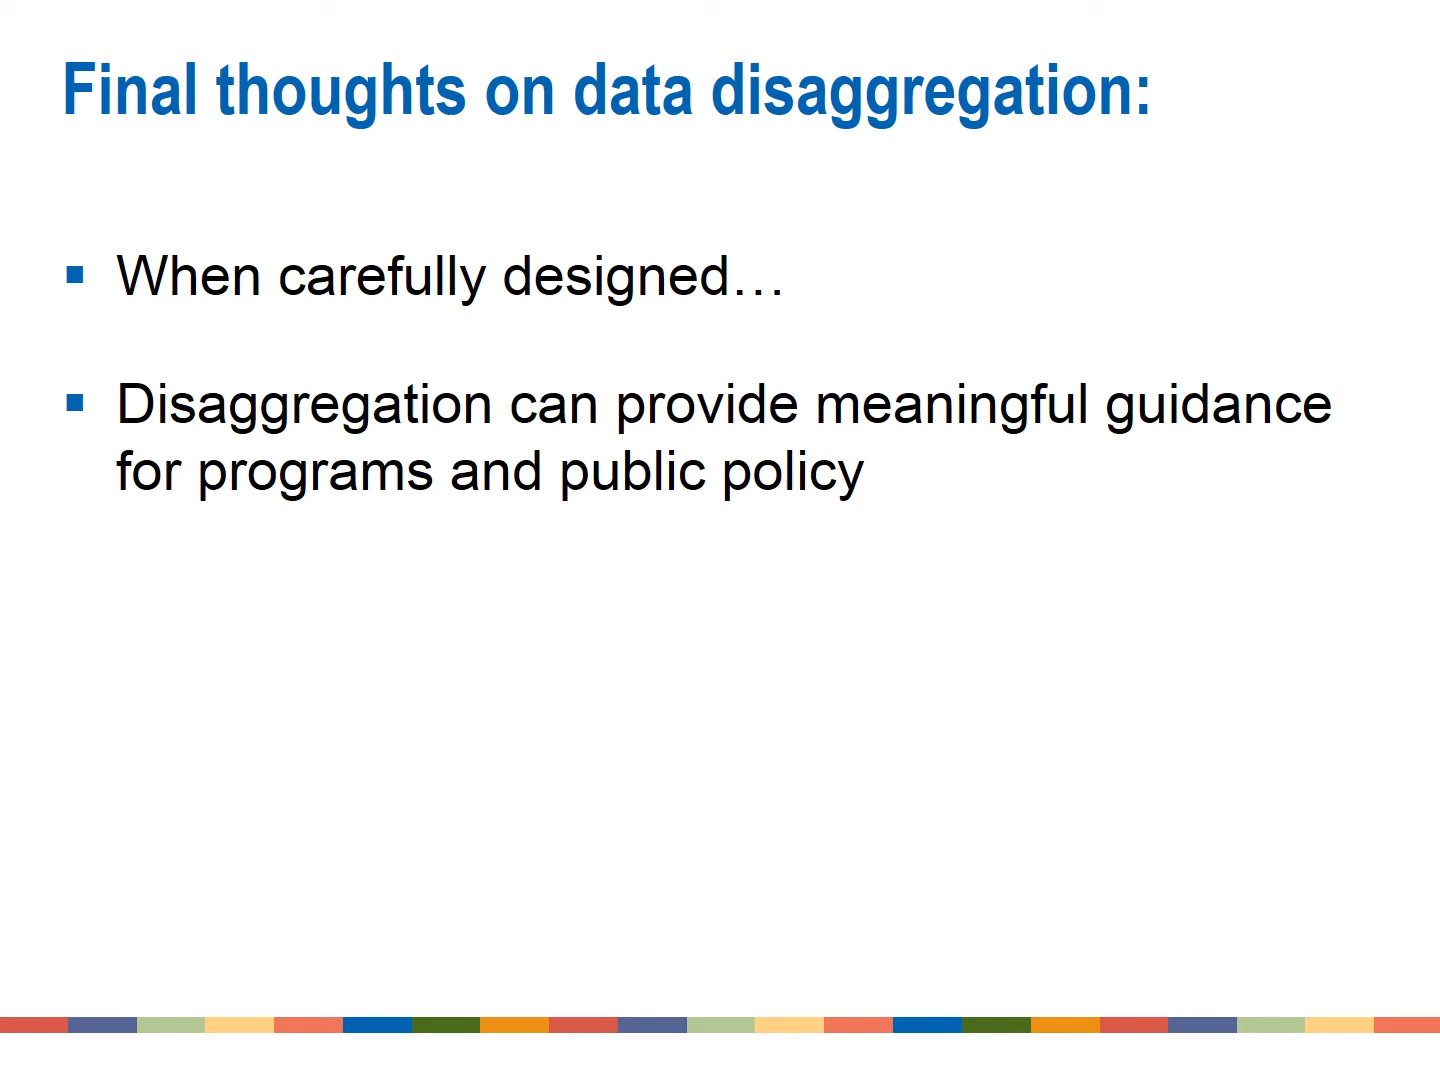 Final thoughts on data disaggregation:
When carefully designed…
Disaggregation can provide meaningful guidance
for programs and public policy